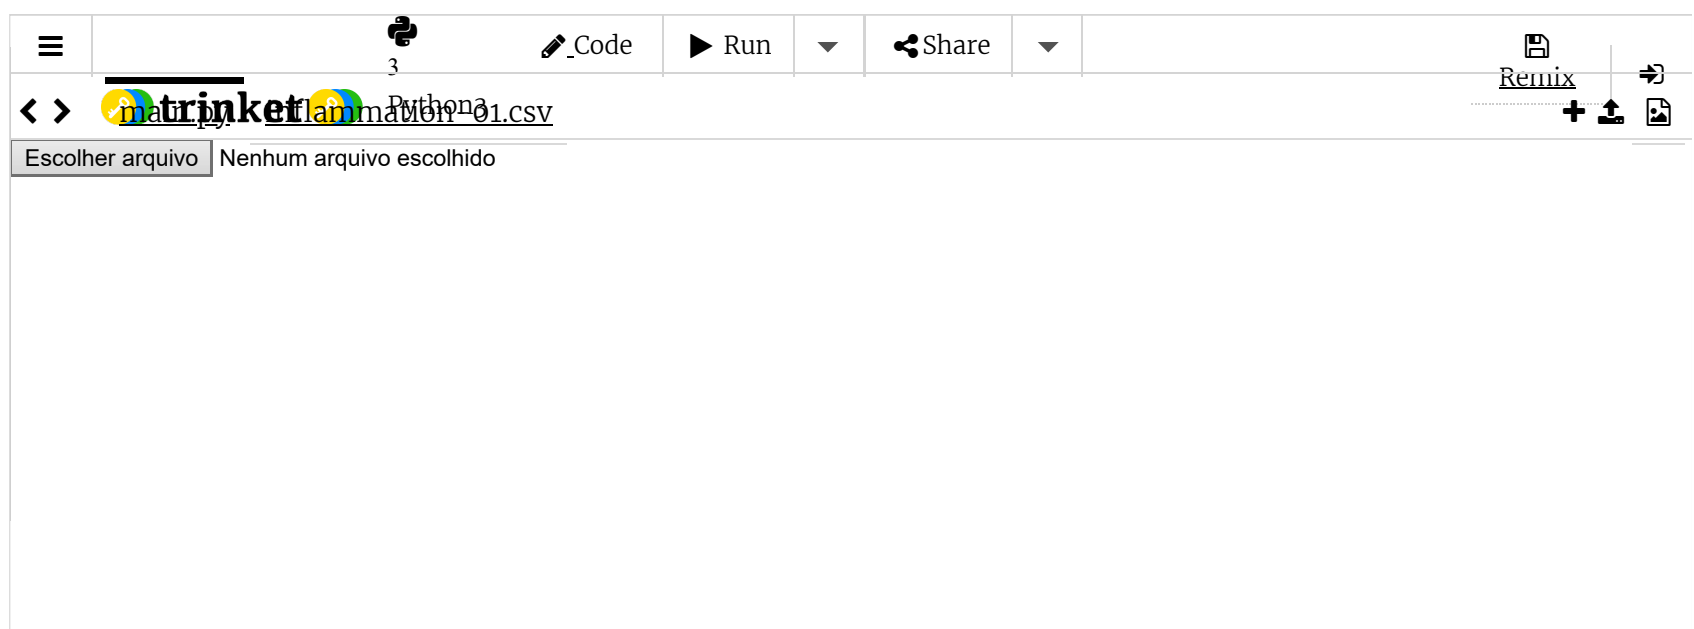 Code Run Share
3 Remix
trinket Python3
main.py inflammation-01.csv
Escolher arquivo Nenhum arquivo escolhido